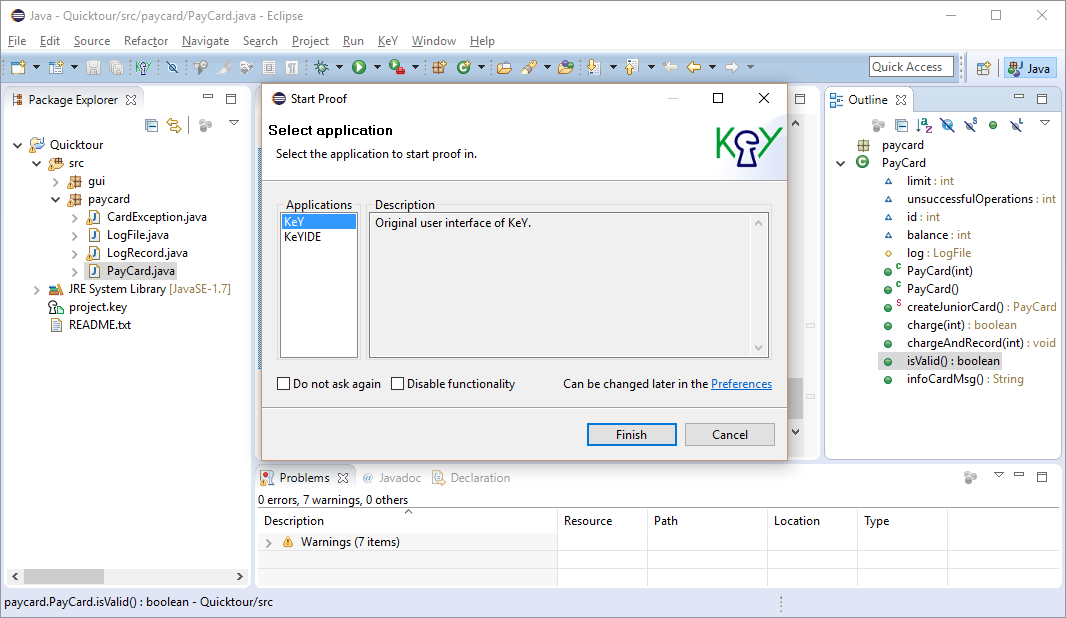 Java - Quicktour/src/paycard/PayCard.java - Eclipse
File Edit Source Refactor Navigate Search Project Run KeY Window Help
Quick Access
Java
Package Explorer
Quicktour
src
gui
paycard
CardException.java
LogFile.java
LogRecord.java
PayCard.java
JRE System Library [JavaSE-1.7]
project.key
README.txt
Start Proof
Select application
Select the application to start proof in.
KeY
Applications
KeY
KeYIDE
Description
Original user interface of KeY.
Do not ask again
Disable functionality
Can be changed later in the Preferences
Finish
Cancel
Outline
paycard
PayCard
limit : int
unsuccessfulOperations : int
id : int
balance : int
log : LogFile
PayCard(int)
PayCard()
createJuniorCard() : PayCard
charge(int) : boolean
chargeAndRecord(int) : void
isValid() : boolean
infoCardMsg() : String
Problems
@ Javadoc
Declaration
0 errors, 7 warnings, 0 others
Description Resource Path Location Type
Warnings (7 items)
paycard.PayCard.isValid() : boolean - Quicktour/src